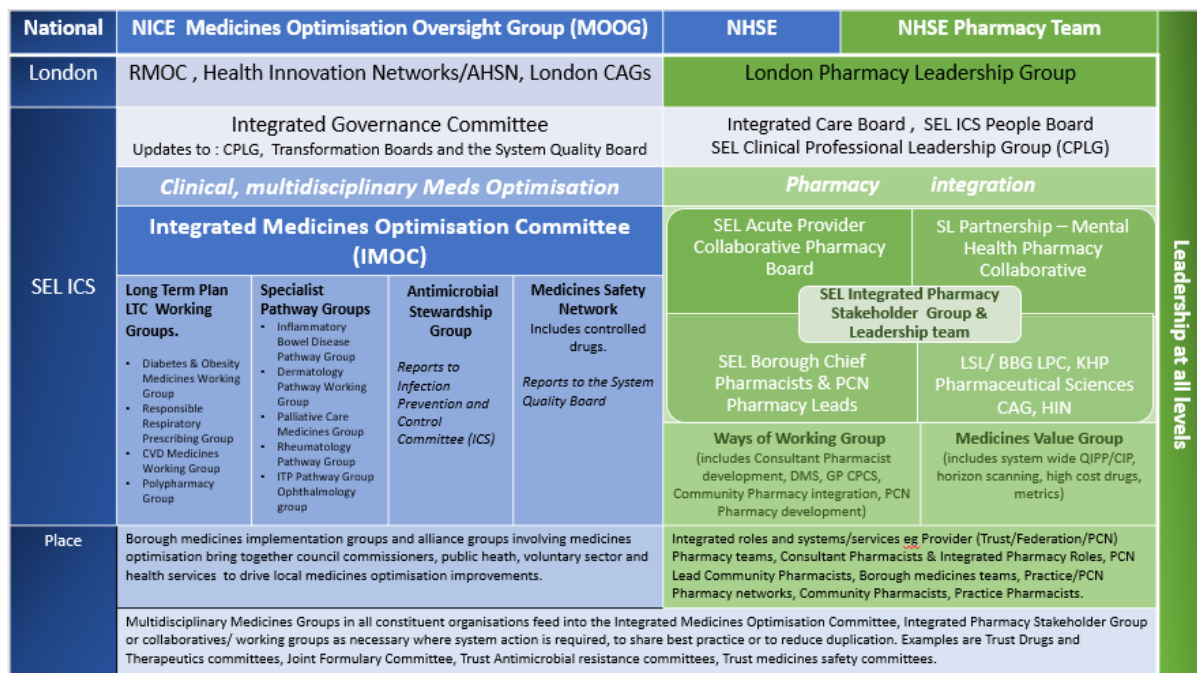 National
NICE Medicines Optimisation Oversight Group (MOOG)
NHSE
NHSE Pharmacy Team
London
RMOC , Health Innovation Networks/AHSN, London CAGs
London Pharmacy Leadership Group
SEL ICS
Integrated Governance Committee
Updates to : CPLG, Transformation Boards and the System Quality Board
Integrated Care Board , SEL ICS People Board
SEL Clinical Professional Leadership Group (CPLG)
Clinical, multidisciplinary Meds Optimisation
Pharmacy integration
Integrated Medicines Optimisation Committee
(IMOC)
Long Term Plan
LTC Working
Groups.
• Diabetes & Obesity
Medicines Working
Group
• Responsible
Respiratory
Prescribing Group
• CVD Medicines
Working Group
• Polypharmacy
Group
Specialist
Pathway Groups
• Inflammatory
Bowel Disease
Pathway Group
• Dermatology
Pathway Working
Group
• Palliative Care
Medicines Group
• Rheumatology
Pathway Group
• ITP Pathway Group
Ophthalmology
group
Antimicrobial
Stewardship
Group
Reports to
Infection
Prevention and
Control
Committee (ICS)
Medicines Safety
Network
Includes controlled
drugs.
Reports to the System
Quality Board
SEL Acute Provider
Collaborative Pharmacy
Board
SL Partnership – Mental
Health Pharmacy
Collaborative
SEL Integrated Pharmacy
Stakeholder Group &
Leadership team
SEL Borough Chief
Pharmacists & PCN
Pharmacy Leads
LSL/ BBG LPC, KHP
Pharmaceutical Sciences
CAG, HIN
Ways of Working Group
(includes Consultant Pharmacist
development, DMS, GP CPCS,
Community Pharmacy integration, PCN
Pharmacy development)
Medicines Value Group
(includes system wide QIPP/CIP,
horizon scanning, high cost drugs,
metrics)
Place
Borough medicines implementation groups and alliance groups involving medicines
optimisation bring together council commissioners, public heath, voluntary sector and
health services to drive local medicines optimisation improvements.
Integrated roles and systems/services eg Provider (Trust/Federation/PCN)
Pharmacy teams, Consultant Pharmacists & Integrated Pharmacy Roles, PCN
Lead Community Pharmacists, Borough medicines teams, Practice/PCN
Pharmacy networks, Community Pharmacists, Practice Pharmacists.
Multidisciplinary Medicines Groups in all constituent organisations feed into the Integrated Medicines Optimisation Committee, Integrated Pharmacy Stakeholder Group
or collaboratives/ working groups as necessary where system action is required, to share best practice or to reduce duplication. Examples are Trust Drugs and
Therapeutics committees, Joint Formulary Committee, Trust Antimicrobial resistance committees, Trust medicines safety committees.
Leadership at all levels